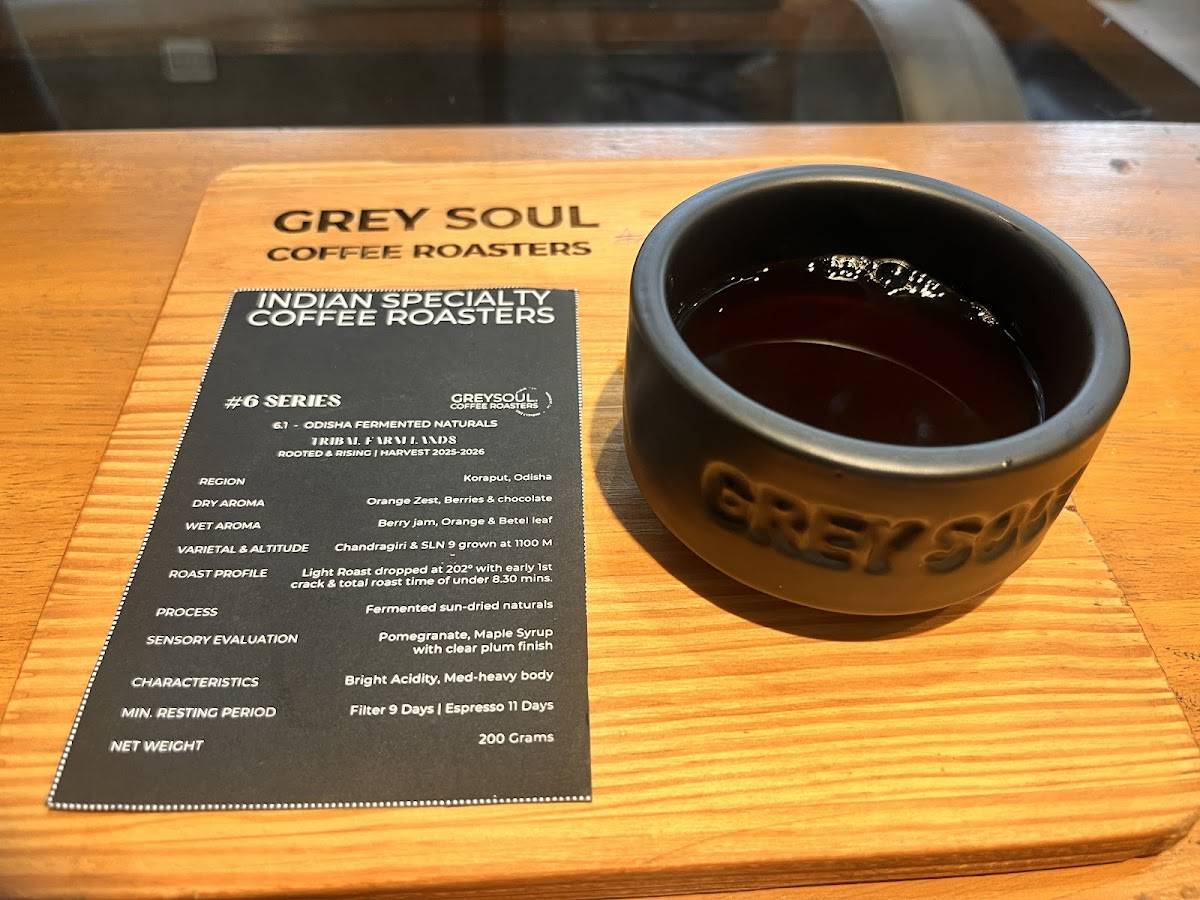 GREY SOUL
COFFEE ROASTERS
INDIAN SPECIALTY
COFFEE ROASTERS
#6 SERIES
GREYSOUL
COFFEE ROASTERS
6.1 - ODISHA FERMENTED NATURALS
TRIBAL FARM LANDS
ROOTED & RISING | HARVEST 2025-2026
REGION Koraput, Odisha
DRY AROMA Orange Zest, Berries & chocolate
WET AROMA Berry jam, Orange & Betel leaf
VARIETAL & ALTITUDE Chandragiri & SLN 9 grown at 1100 M
-
ROAST PROFILE Light Roast dropped at 202° with early 1st
crack & total roast time of under 8.30 mins.
PROCESS Fermented sun-dried naturals
SENSORY EVALUATION Pomegranate, Maple Syrup
with clear plum finish
CHARACTERISTICS Bright Acidity, Med-heavy body
MIN. RESTING PERIOD Filter 9 Days | Espresso 11 Days
NET WEIGHT 200 Grams
GREY SOUL